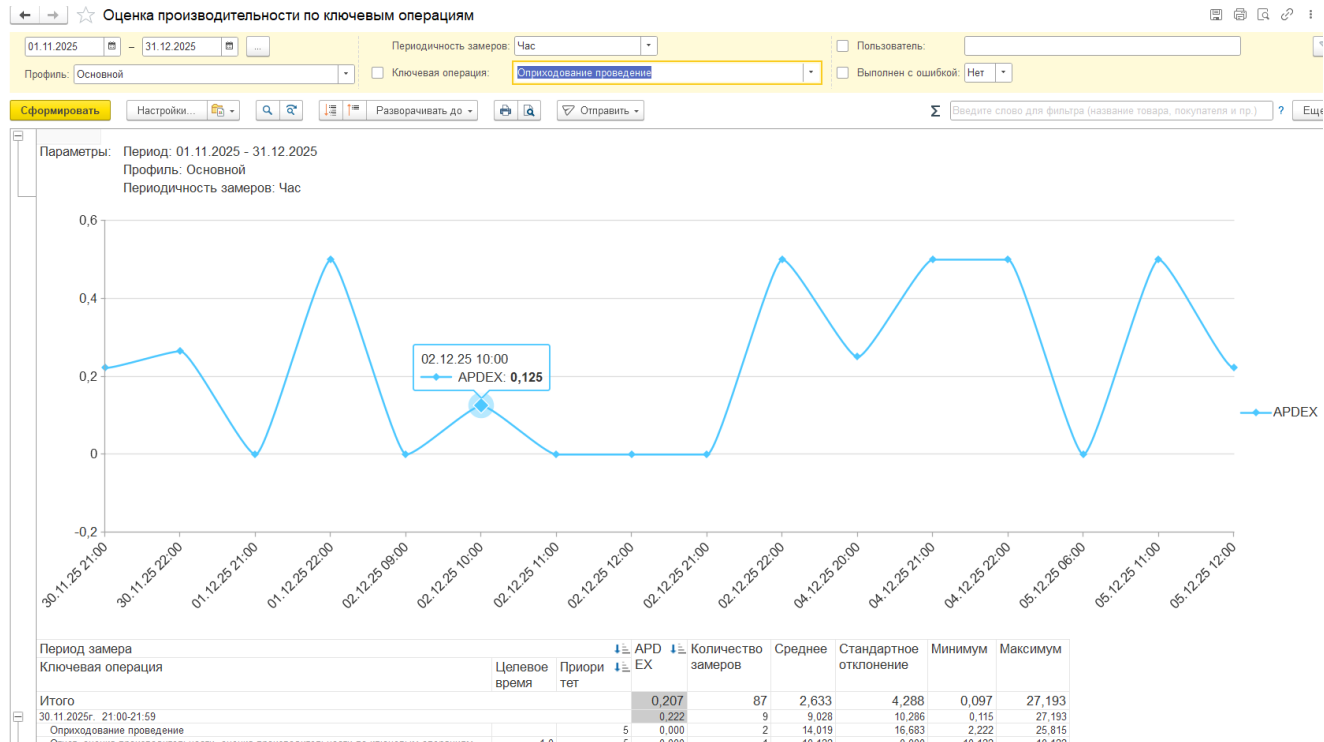 Оценка производительности по ключевым операциям
01.11.2025 – 31.12.2025 ... Периодичность замеров: Час Пользователь:
Профиль: Основной Ключевая операция: Оприходование проведение Выполнен с ошибкой: Нет
Сформировать Настройки... Разворачивать до Отправить Σ Введите слово для фильтра (название товара, покупателя и пр.) ? Еще
Параметры: Период: 01.11.2025 - 31.12.2025
Профиль: Основной
Периодичность замеров: Час
0,6
0,4
02.12.25 10:00
APDEX: 0,125
0,2
APDEX
0
-0,2
30.11.25 21:00 30.11.25 22:00 01.12.25 21:00 01.12.25 22:00 02.12.25 09:00 02.12.25 10:00 02.12.25 11:00 02.12.25 12:00 02.12.25 21:00 02.12.25 22:00 04.12.25 20:00 04.12.25 21:00 04.12.25 22:00 05.12.25 06:00 05.12.25 11:00 05.12.25 12:00
Период замера APD Количество Среднее Стандартное Минимум Максимум
Ключевая операция Целевое Приори EX замеров отклонение
время тет
Итого 0,207 87 2,633 4,288 0,097 27,193
30.11.2025г. 21:00-21:59 0,222 9 9,028 10,286 0,115 27,193
Оприходование проведение 5 0,000 2 14,019 16,683 2,222 25,815